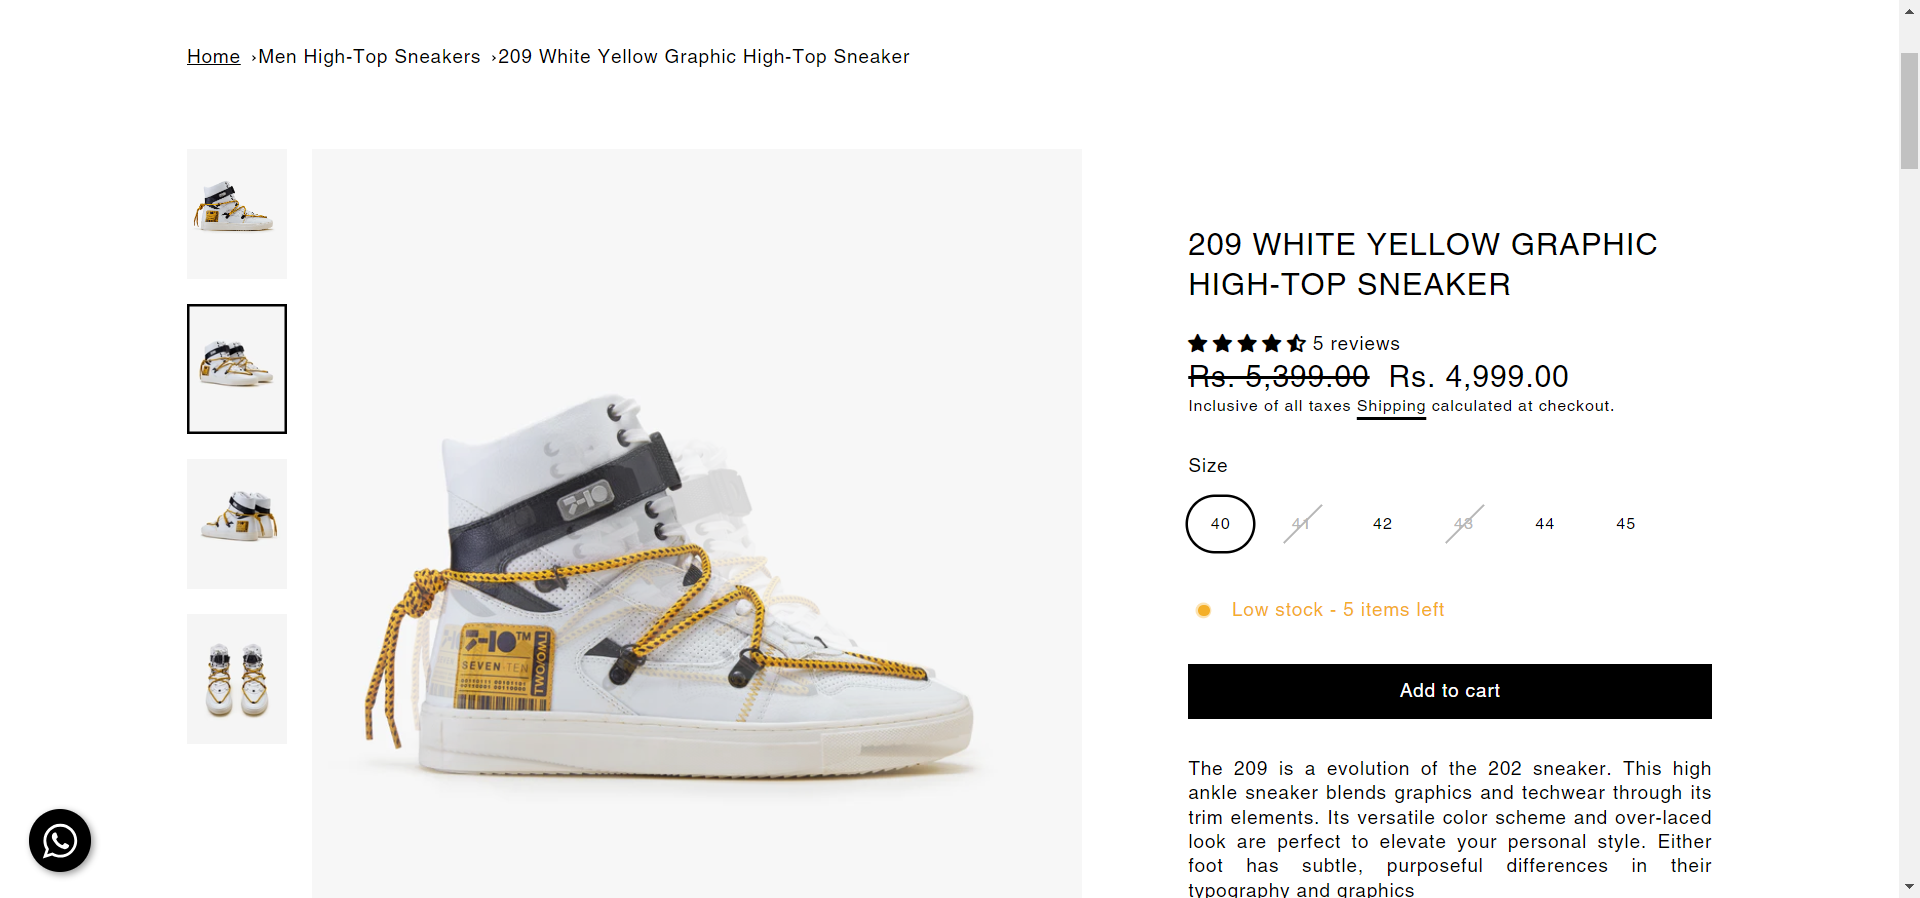 Home ›Men High-Top Sneakers ›209 White Yellow Graphic High-Top Sneaker
209 WHITE YELLOW GRAPHIC
HIGH-TOP SNEAKER
5 reviews
Rs. 5,399.00 Rs. 4,999.00
Inclusive of all taxes Shipping calculated at checkout.
Size
40 41 42 43 44 45
Low stock - 5 items left
Add to cart
The 209 is a evolution of the 202 sneaker. This high
ankle sneaker blends graphics and techwear through its
trim elements. Its versatile color scheme and over-laced
look are perfect to elevate your personal style. Either
foot has subtle, purposeful differences in their
typography and graphics
7-10
7-10™
SEVEN TEN
TWO/OWT